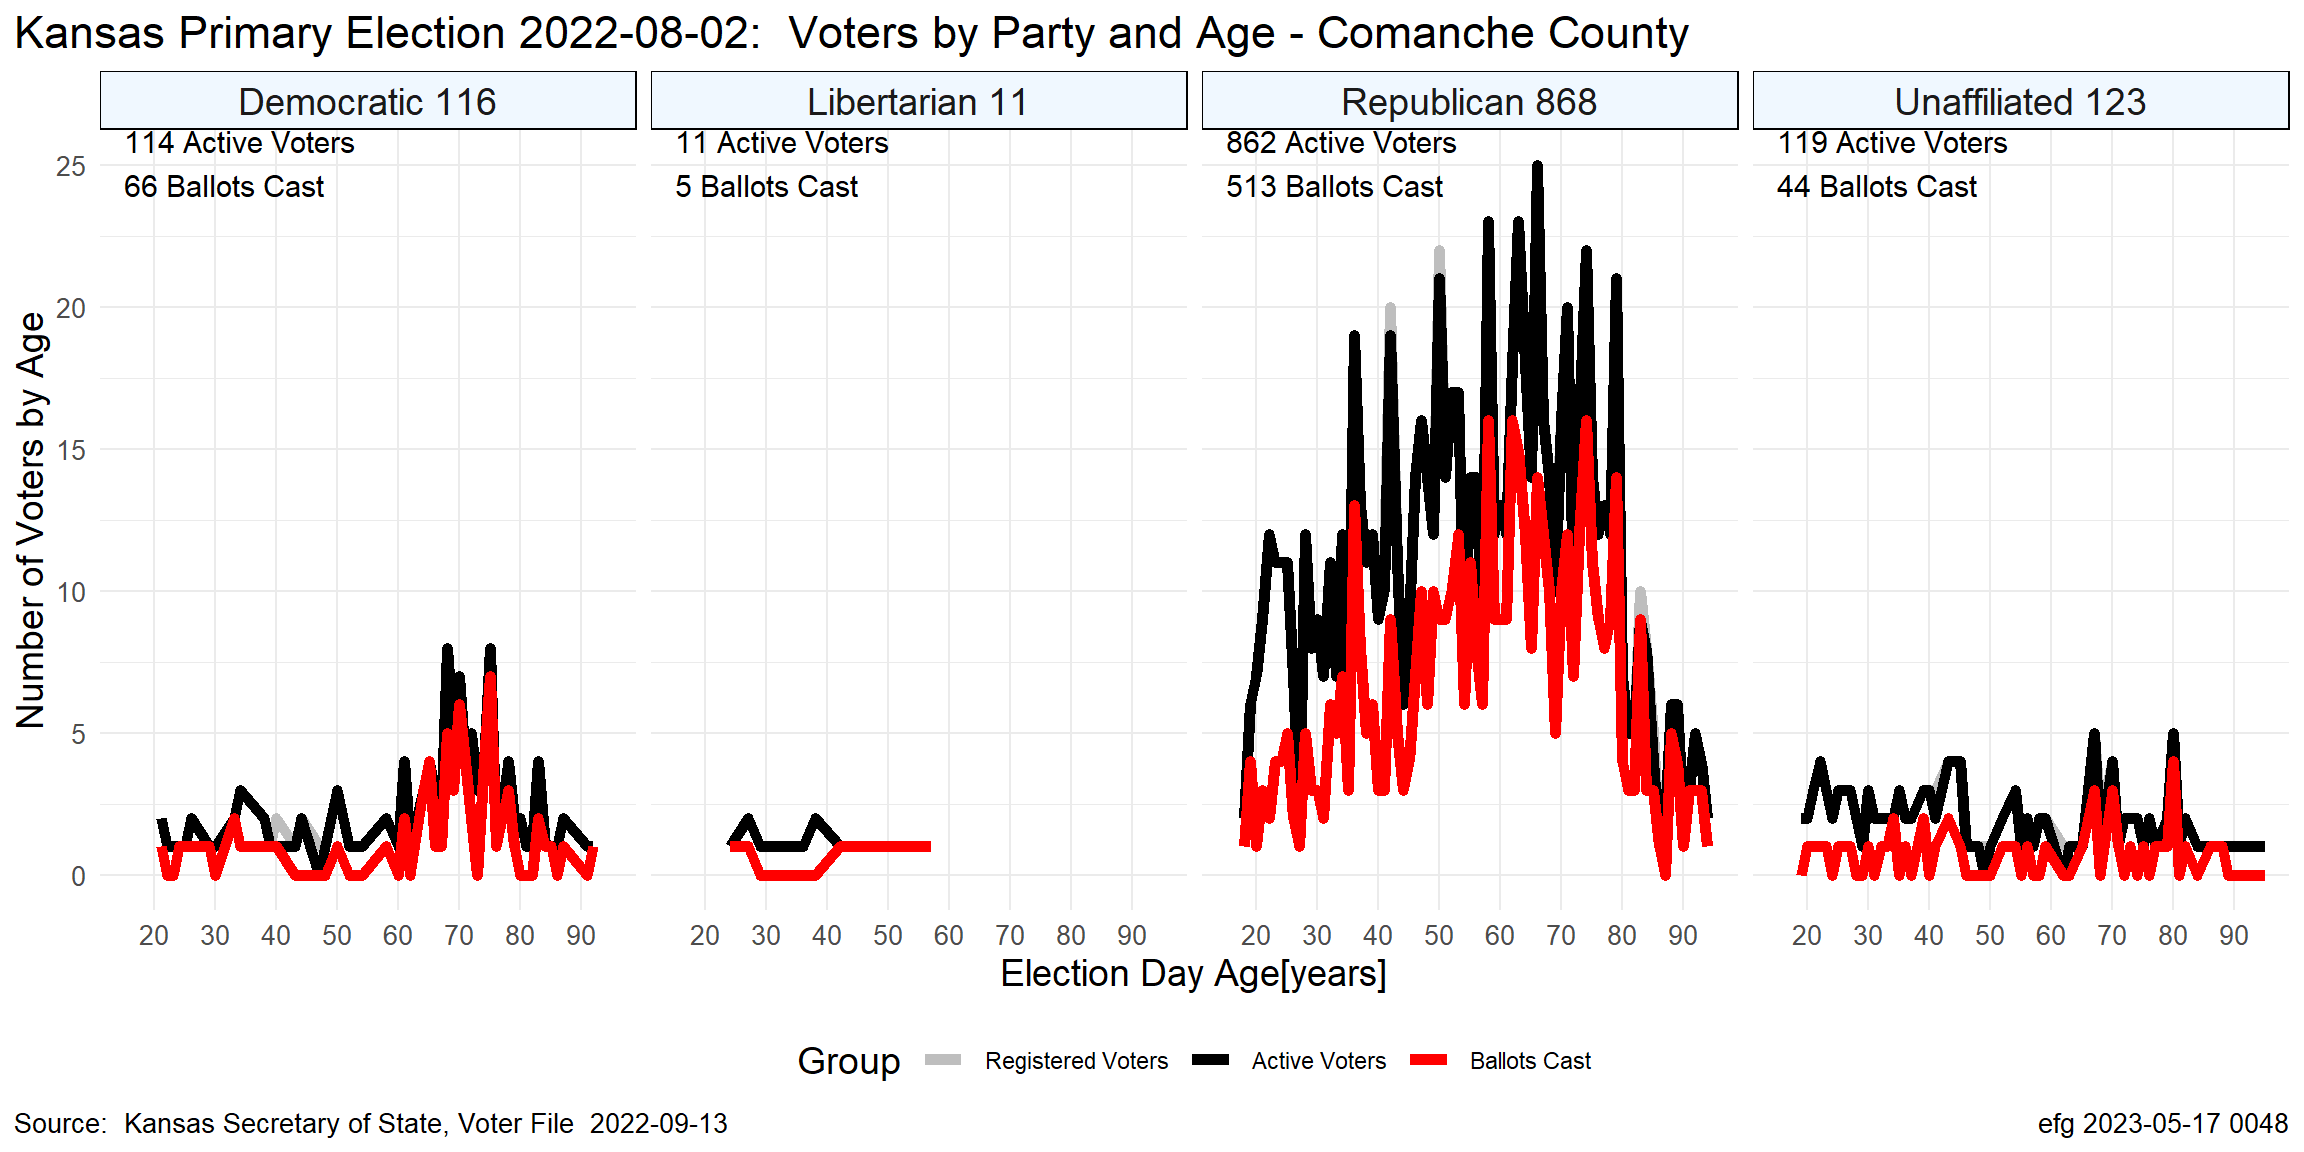 Kansas Primary Election 2022-08-02:  Voters by Party and Age - Comanche County
Democratic 116
Libertarian 11
Republican 868
Unaffiliated 123
114 Active Voters
66 Ballots Cast
11 Active Voters
5 Ballots Cast
862 Active Voters
513 Ballots Cast
119 Active Voters
44 Ballots Cast
Number of Voters by Age
25
20
15
10
5
0
20 30 40 50 60 70 80 90
20 30 40 50 60 70 80 90
20 30 40 50 60 70 80 90
20 30 40 50 60 70 80 90
Election Day Age[years]
Group Registered Voters Active Voters Ballots Cast
Source:  Kansas Secretary of State, Voter File  2022-09-13
efg 2023-05-17 0048